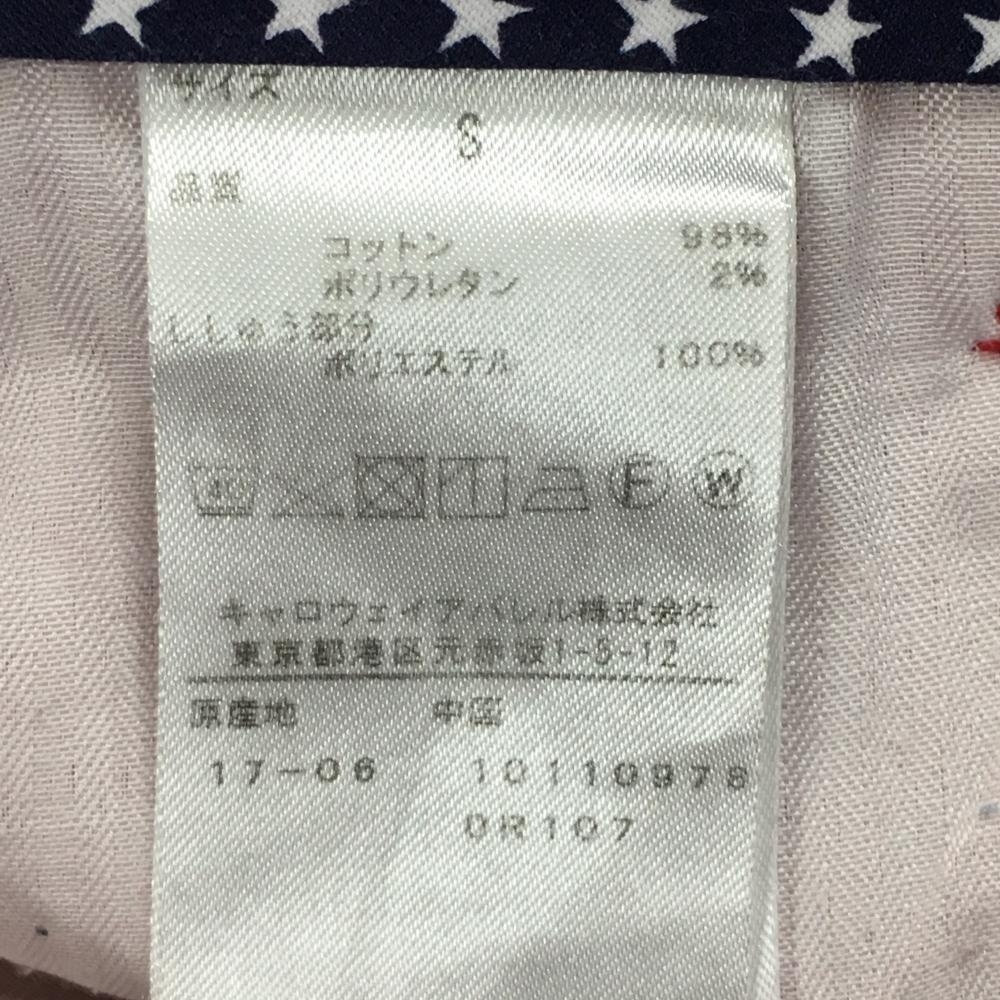 サイズ
S
品質
コットン 98%
ポリウレタン 2%
ししゅう部分
ポリエステル 100%
40 F W
キャロウェイアパレル株式会社
東京都港区元赤坂1-5-12
原産地 中国
17-06 10110978
0R107